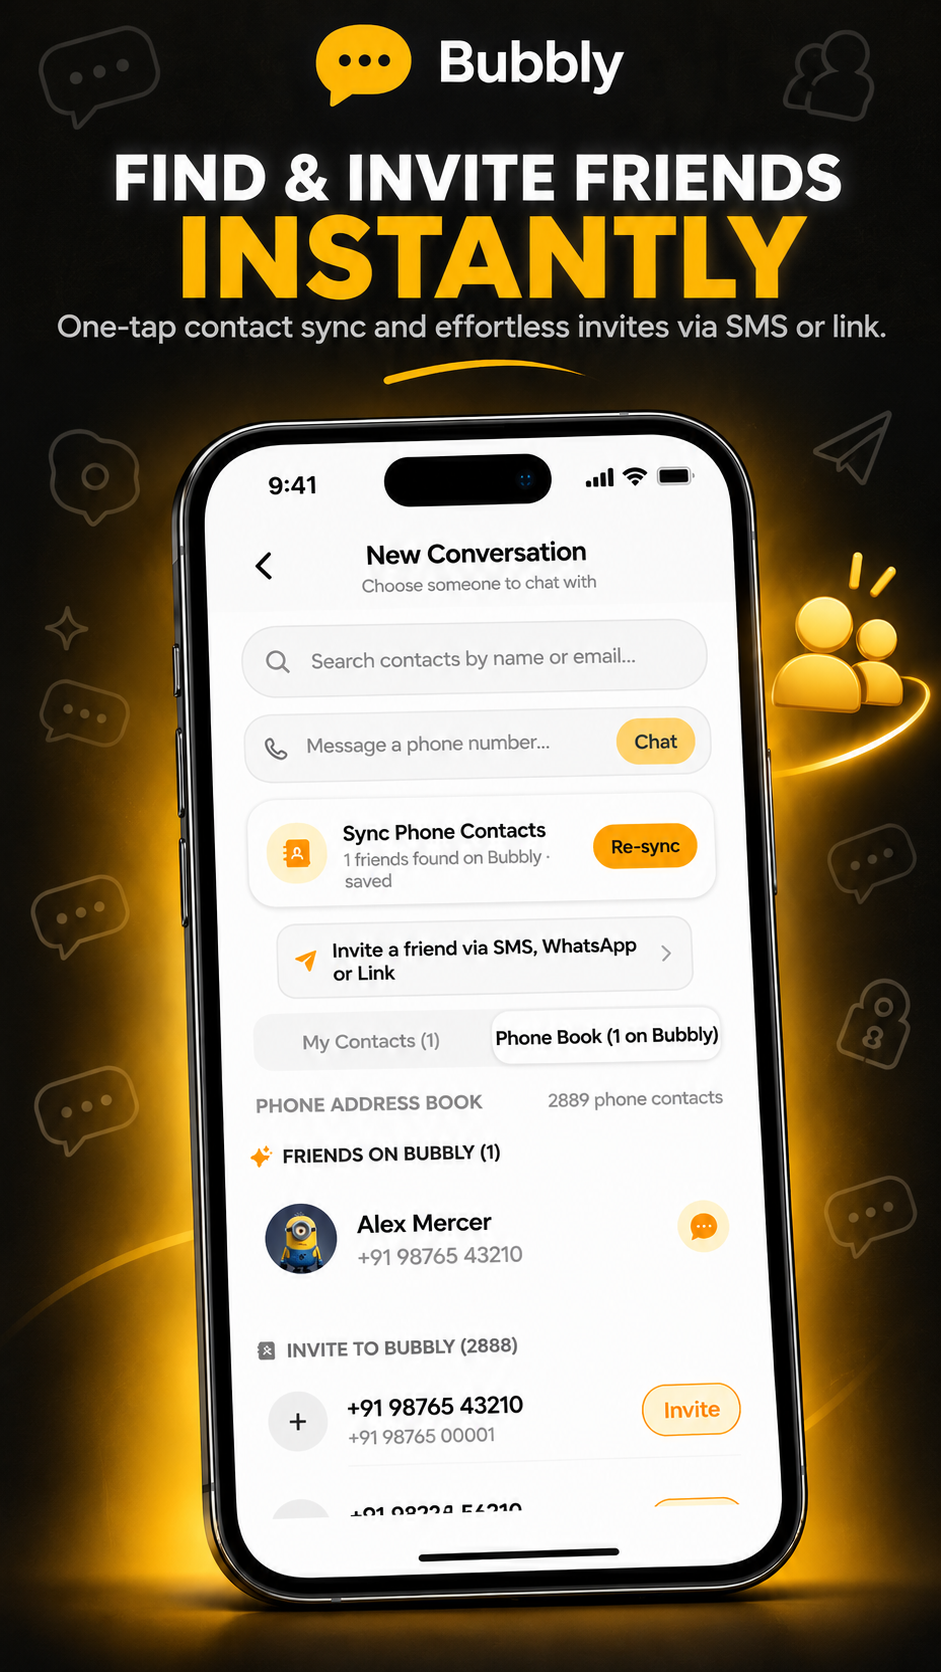 Bubbly
FIND & INVITE FRIENDS
INSTANTLY
One-tap contact sync and effortless invites via SMS or link.
9:41
New Conversation
Choose someone to chat with
Search contacts by name or email...
Message a phone number...
Chat
Sync Phone Contacts
1 friends found on Bubbly ·
saved
Re-sync
Invite a friend via SMS, WhatsApp
or Link
My Contacts (1)
Phone Book (1 on Bubbly)
PHONE ADDRESS BOOK
2889 phone contacts
FRIENDS ON BUBBLY (1)
Alex Mercer
+91 98765 43210
INVITE TO BUBBLY (2888)
+91 98765 43210
+91 98765 00001
Invite